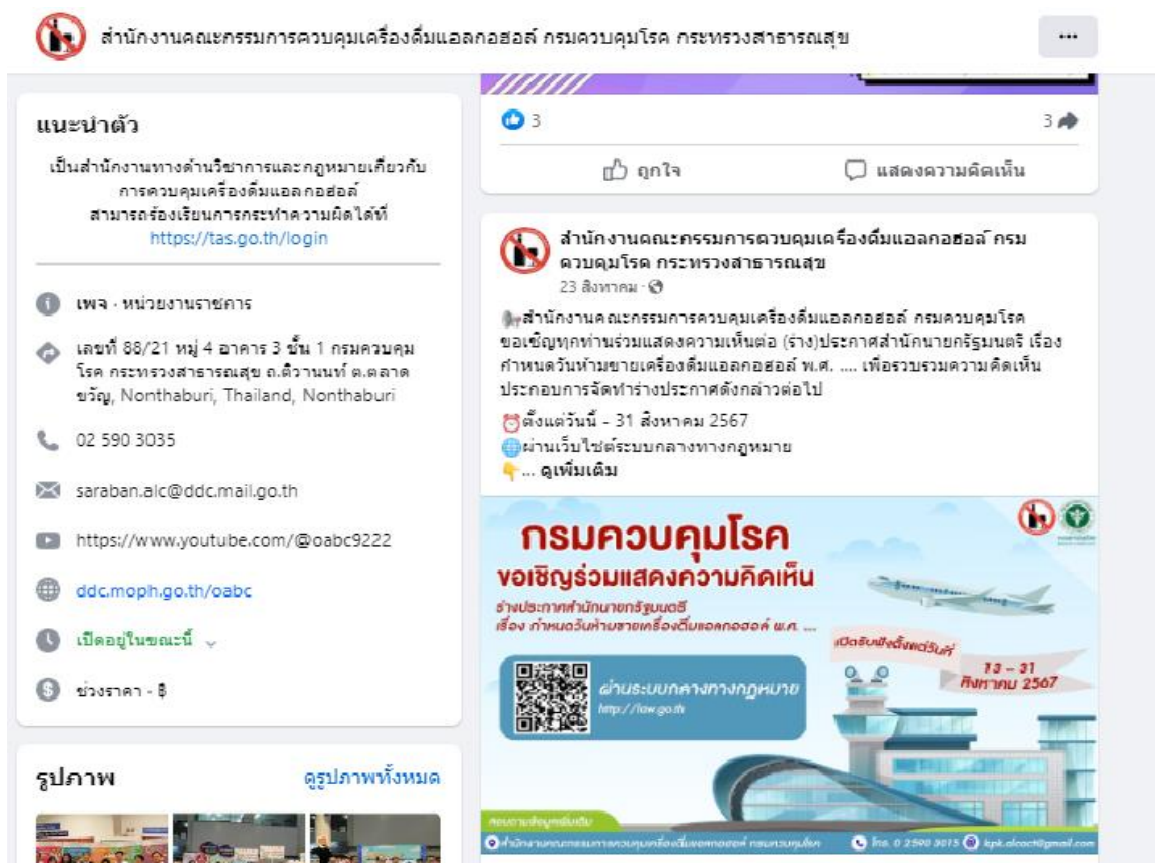 สำนักงานคณะกรรมการควบคุมเครื่องดื่มแอลกอฮอล์ กรมควบคุมโรค กระทรวงสาธารณสุข
แนะนำตัว
เป็นสำนักงานทางด้านวิชาการและกฎหมายเกี่ยวกับ
การควบคุมเครื่องดื่มแอลกอฮอล์
สามารถร้องเรียนการกระทำความผิดได้ที่
https://tas.go.th/login
เพจ · หน่วยงานราชการ
เลขที่ 88/21 หมู่ 4 อาคาร 3 ชั้น 1 กรมควบคุม
โรค กระทรวงสาธารณสุข ถ.ติวานนท์ ต.ตลาด
ขวัญ, Nonthaburi, Thailand, Nonthaburi
02 590 3035
saraban.alc@ddc.mail.go.th
https://www.youtube.com/@oabc9222
ddc.moph.go.th/oabc
เปิดอยู่ในขณะนี้
ช่วงราคา · ฿
รูปภาพ
ดูรูปภาพทั้งหมด
3
3
ถูกใจ
แสดงความคิดเห็น
สำนักงานคณะกรรมการควบคุมเครื่องดื่มแอลกอฮอล์ กรม
ควบคุมโรค กระทรวงสาธารณสุข
23 สิงหาคม ·
สำนักงานคณะกรรมการควบคุมเครื่องดื่มแอลกอฮอล์ กรมควบคุมโรค
ขอเชิญทุกท่านร่วมแสดงความเห็นต่อ (ร่าง)ประกาศสำนักนายกรัฐมนตรี เรื่อง
กำหนดวันห้ามขายเครื่องดื่มแอลกอฮอล์ พ.ศ. .... เพื่อรวบรวมความคิดเห็น
ประกอบการจัดทำร่างประกาศดังกล่าวต่อไป
ตั้งแต่วันนี้ - 31 สิงหาคม 2567
ผ่านเว็บไซต์ระบบกลางทางกฎหมาย
... ดูเพิ่มเติม
กรมควบคุมโรค
ขอเชิญร่วมแสดงความคิดเห็น
ร่างประกาศสำนักนายกรัฐมนตรี
เรื่อง กำหนดวันห้ามขายเครื่องดื่มแอลกอฮอล์ พ.ศ. ....
เปิดรับฟังตั้งแต่วันที่
13 - 31
สิงหาคม 2567
ผ่านระบบกลางทางกฎหมาย
http://law.go.th
สอบถามข้อมูลเพิ่มเติม
สำนักงานคณะกรรมการควบคุมเครื่องดื่มแอลกอฮอล์ กรมควบคุมโรค
โทร. 0 2590 3015